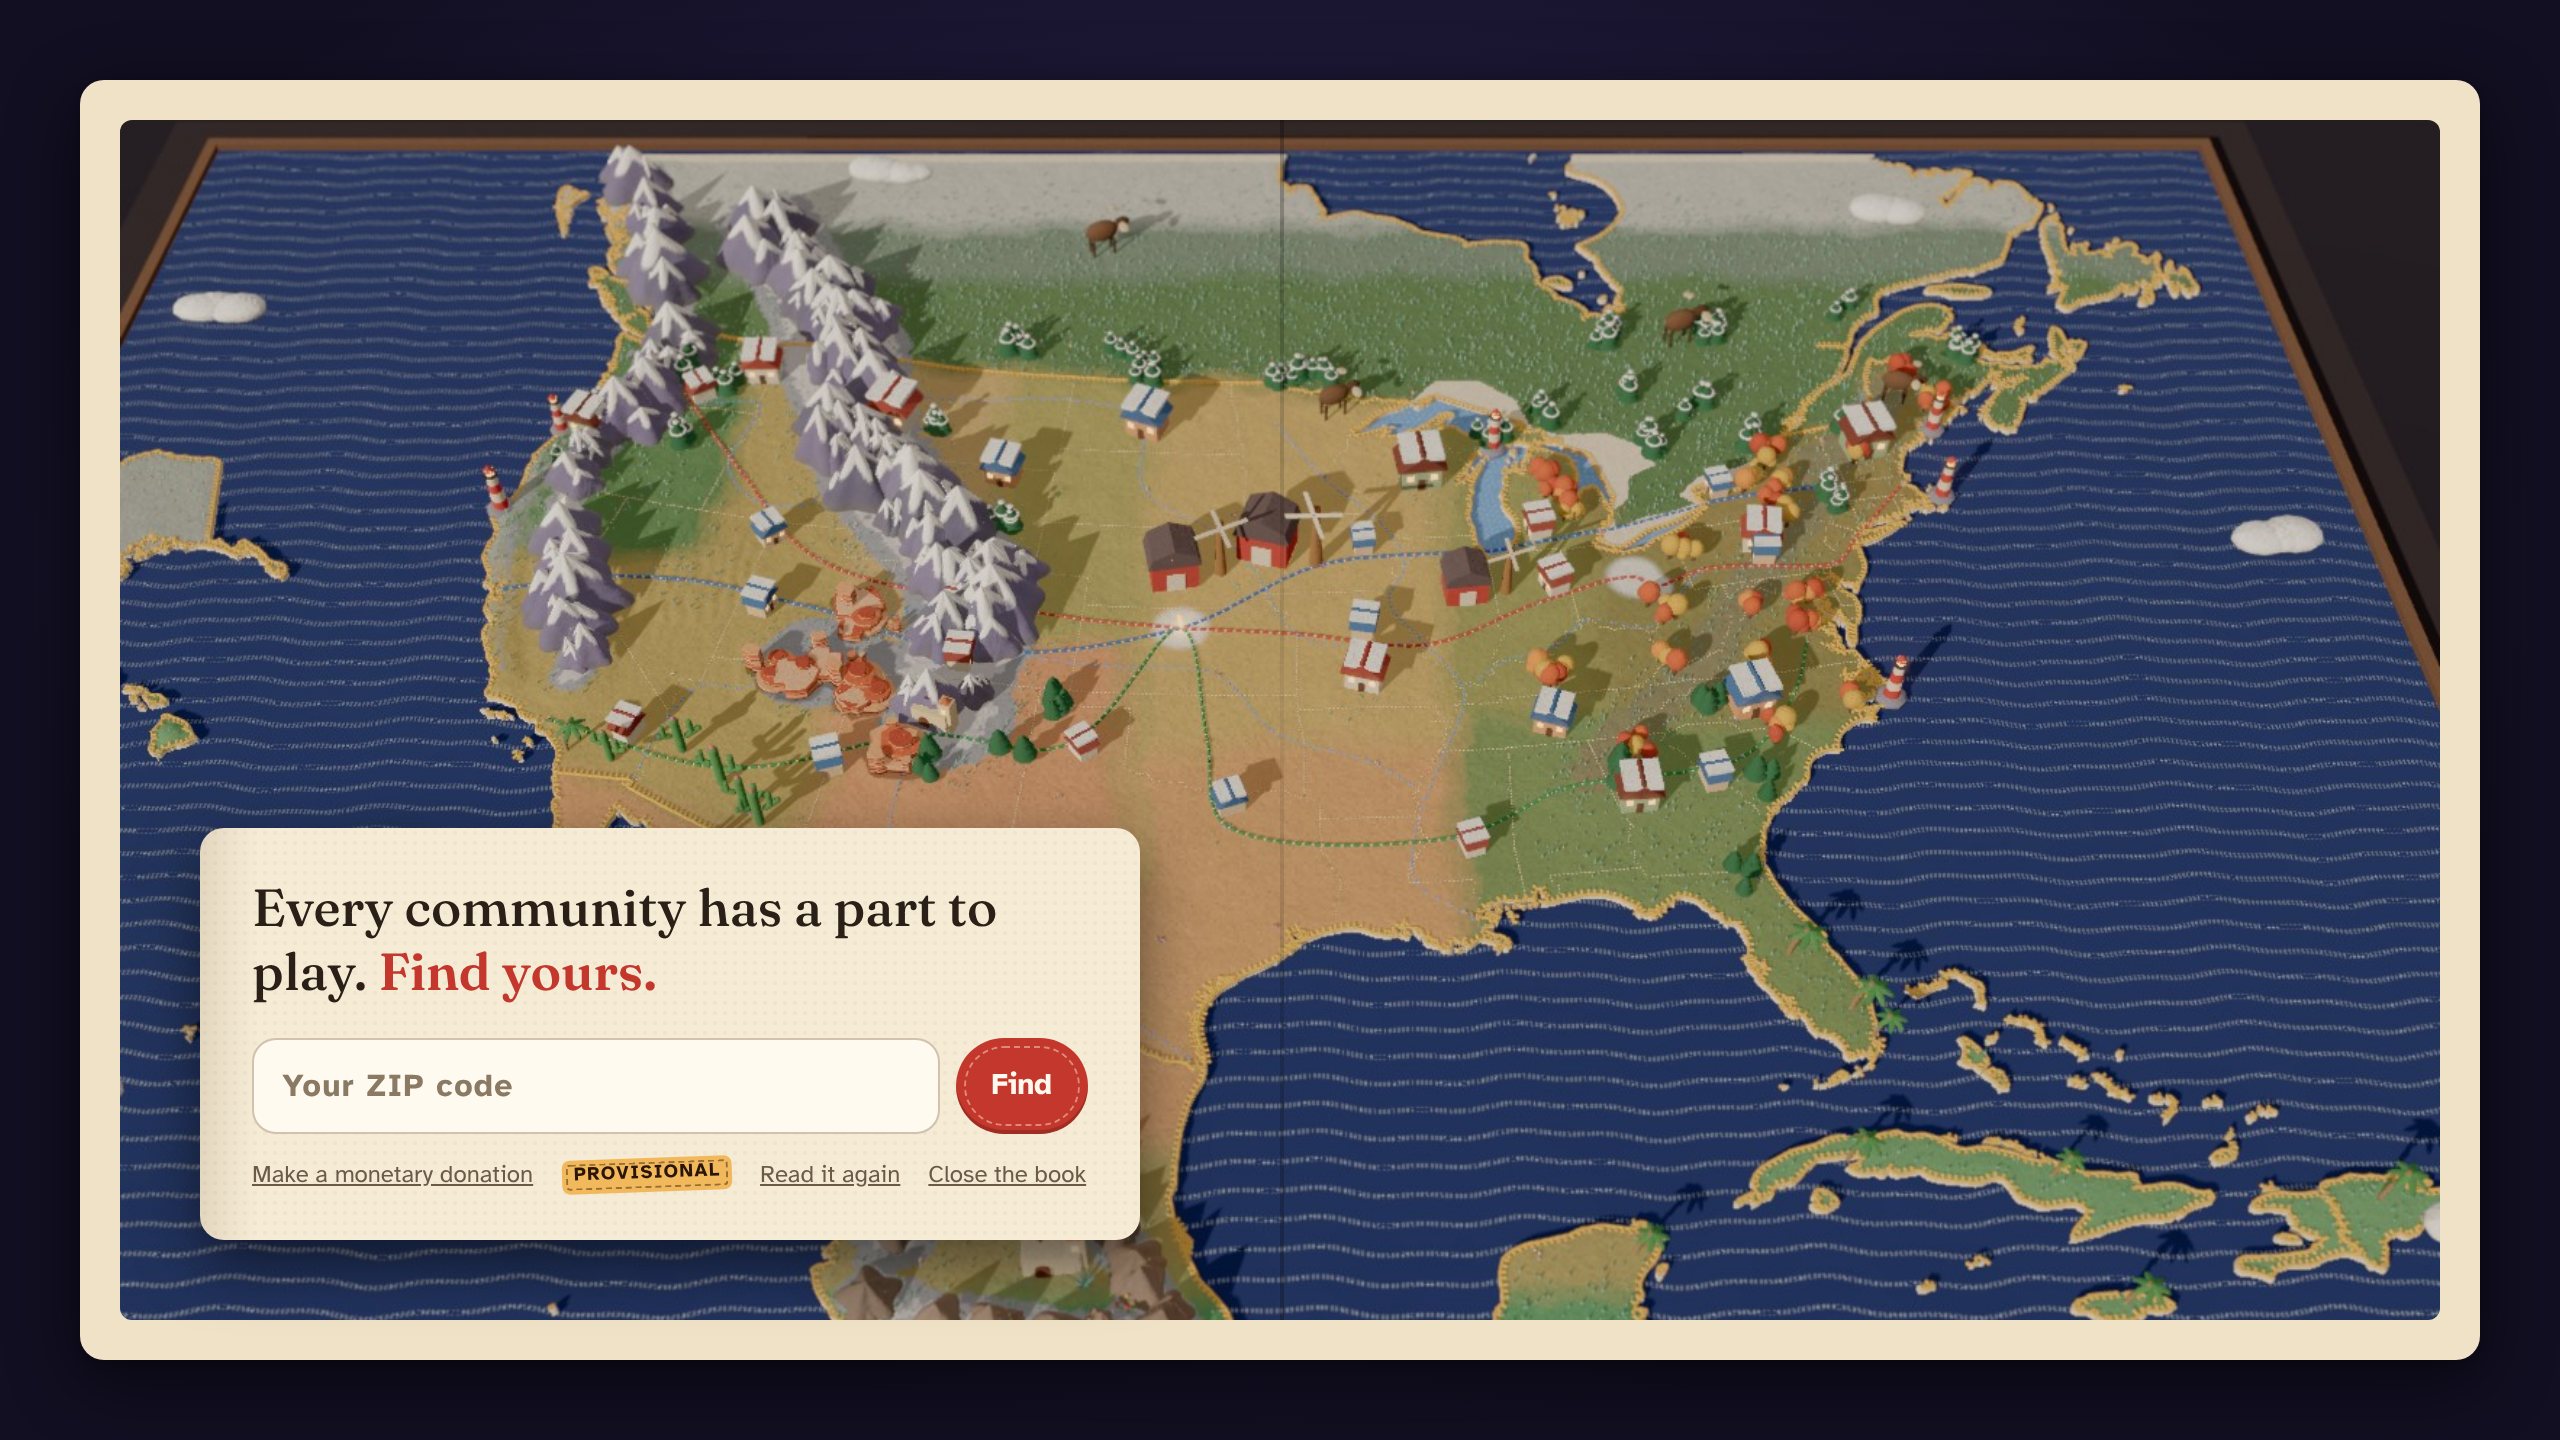 Every community has a part to
play. Find yours.
Your ZIP code
Find
Make a monetary donation
PROVISIONAL
Read it again
Close the book